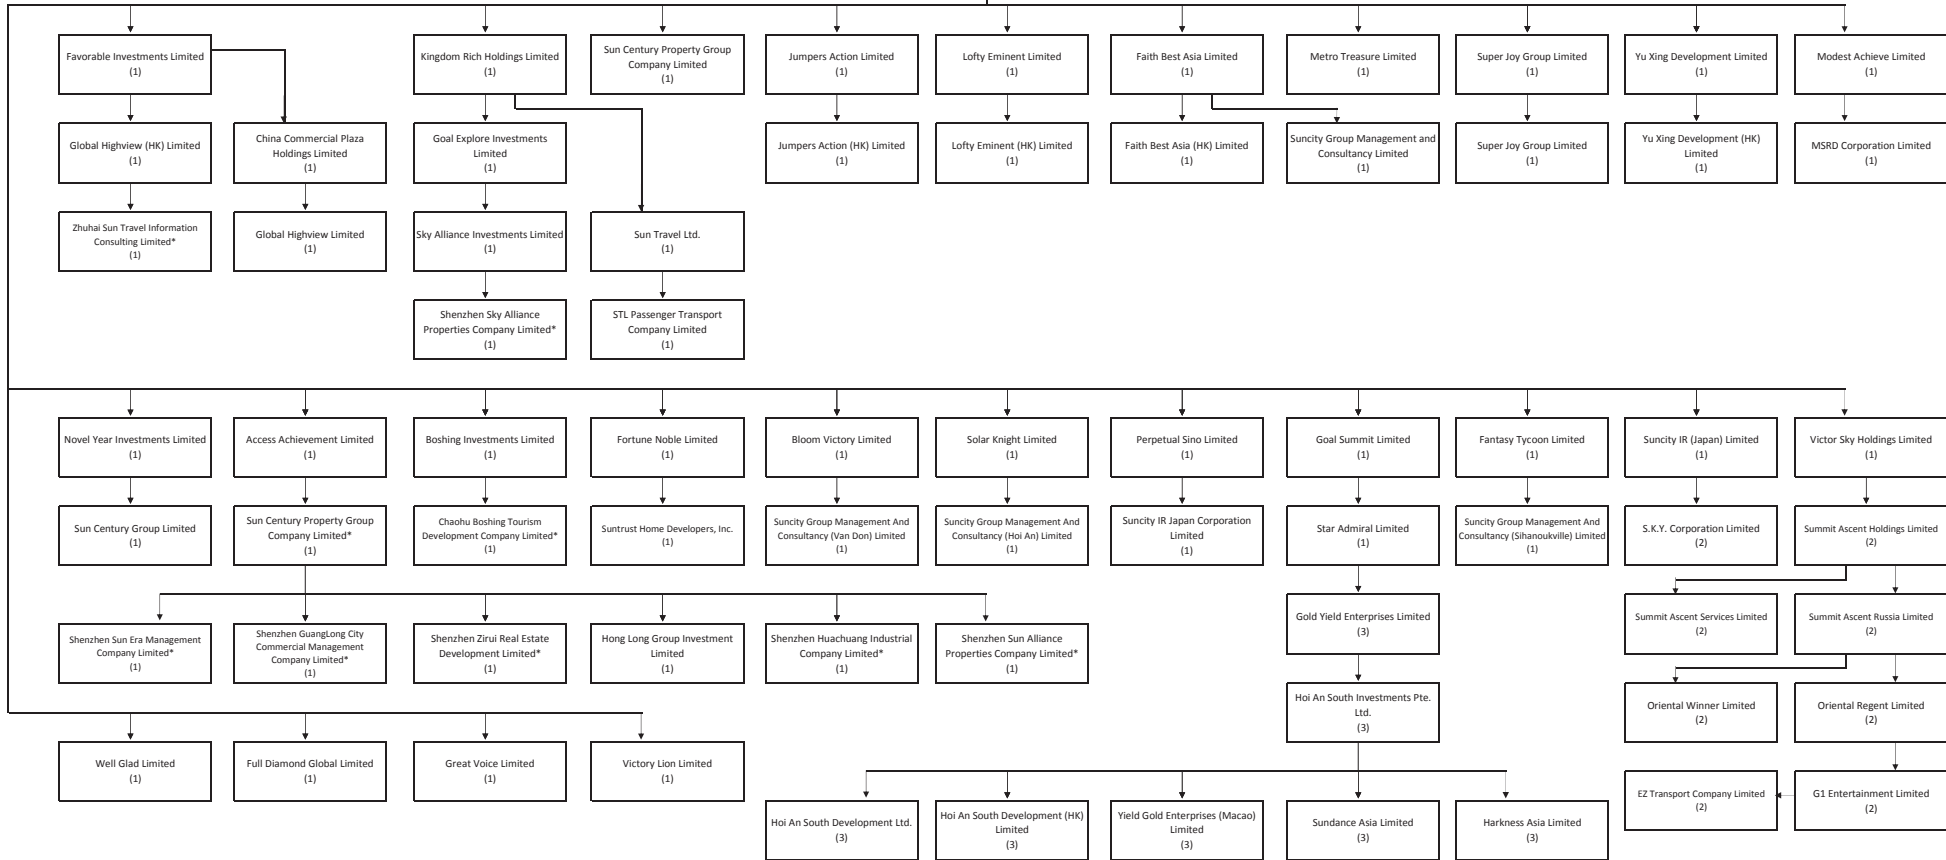 Favorable Investments Limited
(1)
Kingdom Rich Holdings Limited
(1)
Sun Century Property Group
Company Limited
(1)
Jumpers Action Limited
(1)
Lofty Eminent Limited
(1)
Faith Best Asia Limited
(1)
Metro Treasure Limited
(1)
Super Joy Group Limited
(1)
Yu Xing Development Limited
(1)
Modest Achieve Limited
(1)
Global Highview (HK) Limited
(1)
China Commercial Plaza
Holdings Limited
(1)
Goal Explore Investments
Limited
(1)
Jumpers Action (HK) Limited
(1)
Lofty Eminent (HK) Limited
(1)
Faith Best Asia (HK) Limited
(1)
Suncity Group Management and
Consultancy Limited
(1)
Super Joy Group Limited
(1)
Yu Xing Development (HK)
Limited
(1)
MSRD Corporation Limited
(1)
Zhuhai Sun Travel Information
Consulting Limited*
(1)
Global Highview Limited
(1)
Sky Alliance Investments Limited
(1)
Sun Travel Ltd.
(1)
Shenzhen Sky Alliance
Properties Company Limited*
(1)
STL Passenger Transport
Company Limited
(1)
Novel Year Investments Limited
(1)
Access Achievement Limited
(1)
Boshing Investments Limited
(1)
Fortune Noble Limited
(1)
Bloom Victory Limited
(1)
Solar Knight Limited
(1)
Perpetual Sino Limited
(1)
Goal Summit Limited
(1)
Fantasy Tycoon Limited
(1)
Suncity IR (Japan) Limited
(1)
Victor Sky Holdings Limited
(1)
Sun Century Group Limited
(1)
Sun Century Property Group
Company Limited*
(1)
Chaohu Boshing Tourism
Development Company Limited*
(1)
Suntrust Home Developers, Inc.
(1)
Suncity Group Management And
Consultancy (Van Don) Limited
(1)
Suncity Group Management And
Consultancy (Hoi An) Limited
(1)
Suncity IR Japan Corporation
Limited
(1)
Star Admiral Limited
(1)
Suncity Group Management And
Consultancy (Sihanoukville) Limited
(1)
S.K.Y. Corporation Limited
(2)
Summit Ascent Holdings Limited
(2)
Shenzhen Sun Era Management
Company Limited*
(1)
Shenzhen GuangLong City
Commercial Management
Company Limited*
(1)
Shenzhen Zirui Real Estate
Development Limited*
(1)
Hong Long Group Investment
Limited
(1)
Shenzhen Huachuang Industrial
Company Limited*
(1)
Shenzhen Sun Alliance
Properties Company Limited*
(1)
Gold Yield Enterprises Limited
(3)
Summit Ascent Services Limited
(2)
Summit Ascent Russia Limited
(2)
Hoi An South Investments Pte.
Ltd.
(3)
Oriental Winner Limited
(2)
Oriental Regent Limited
(2)
Well Glad Limited
(1)
Full Diamond Global Limited
(1)
Great Voice Limited
(1)
Victory Lion Limited
(1)
Hoi An South Development Ltd.
(3)
Hoi An South Development (HK)
Limited
(3)
Yield Gold Enterprises (Macao)
Limited
(3)
Sundance Asia Limited
(3)
Harkness Asia Limited
(3)
EZ Transport Company Limited
(2)
G1 Entertainment Limited
(2)